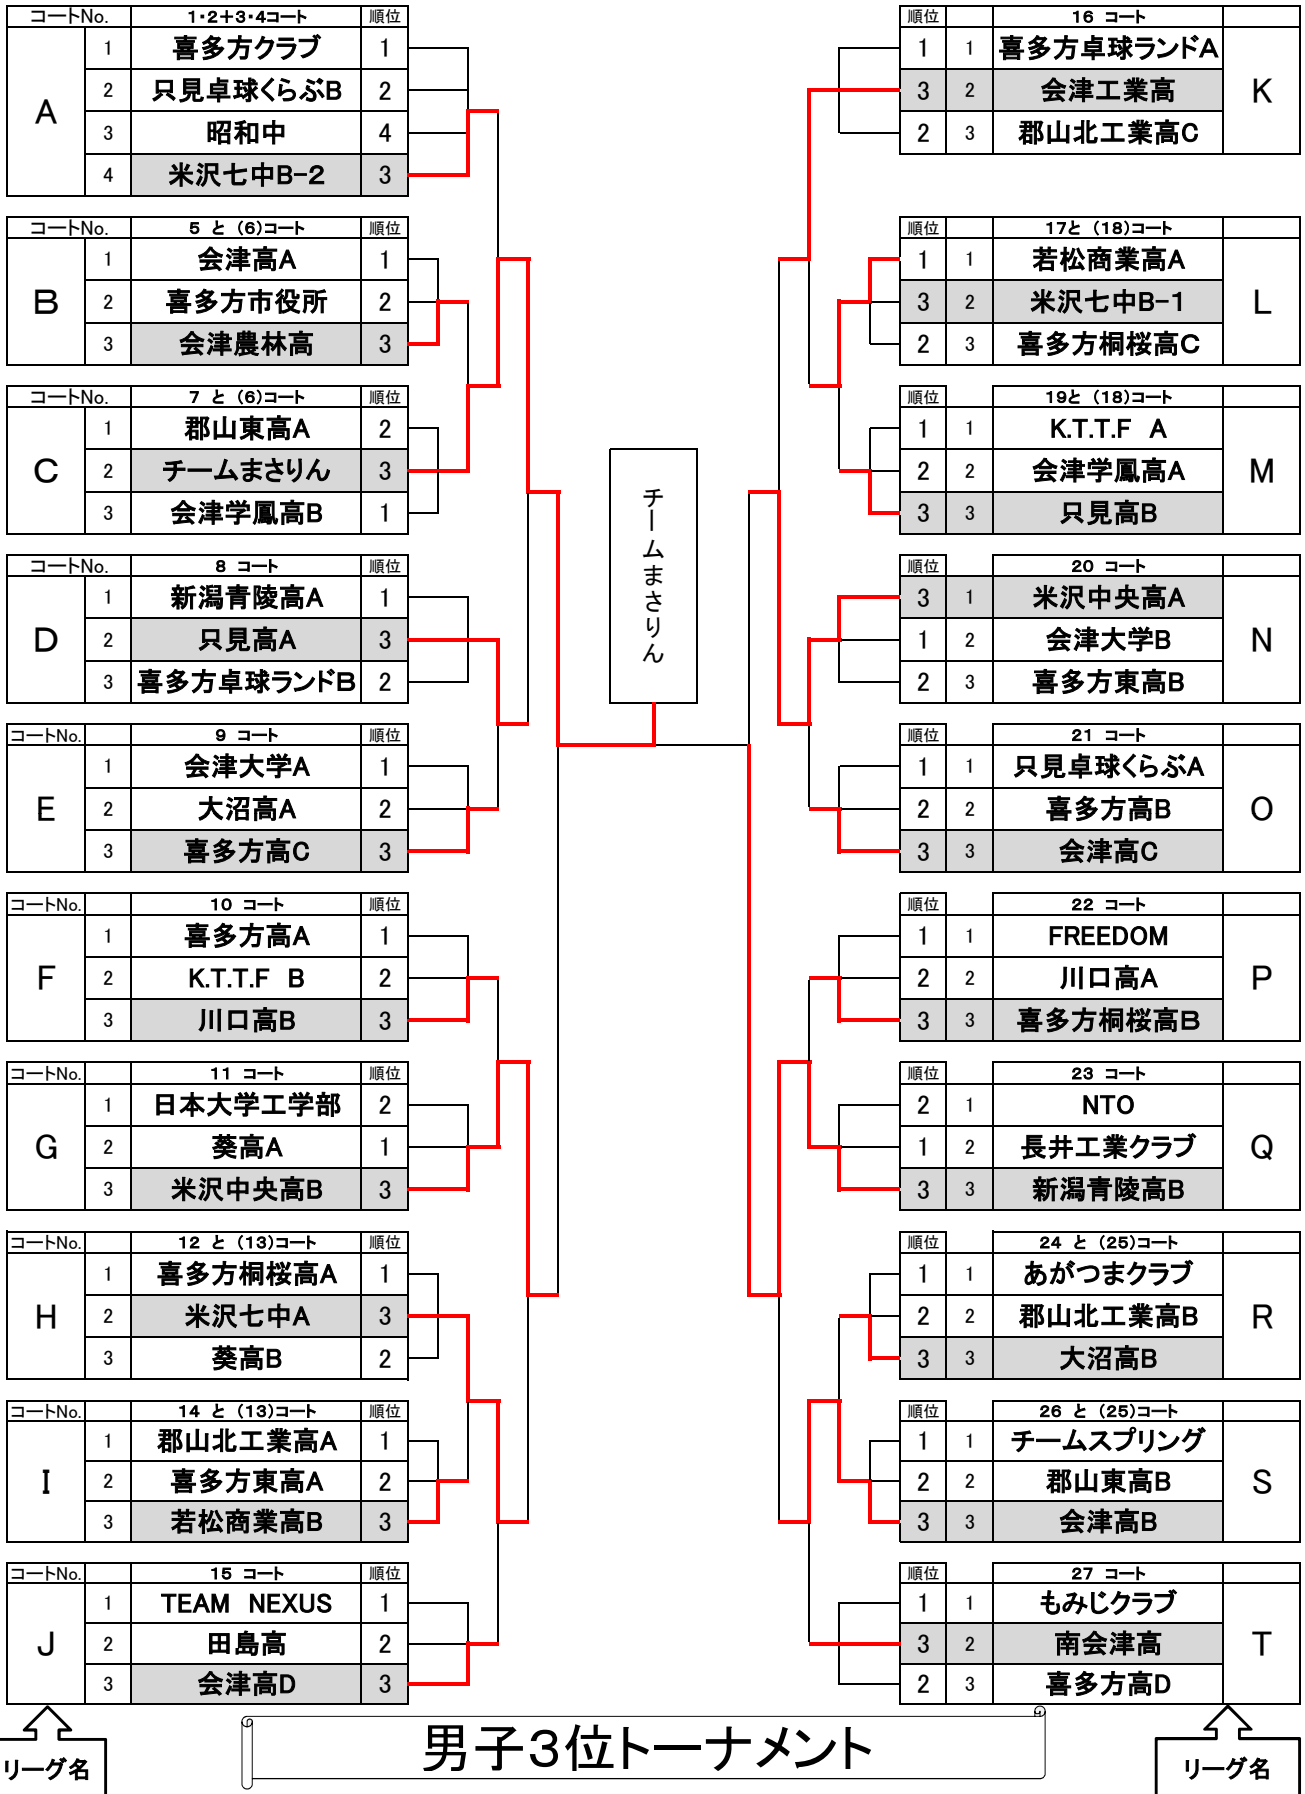 コートNo. 1・2+3・4コート 順位
A
1 喜多方クラブ 1
2 只見卓球くらぶB 2
3 昭和中 4
4 米沢七中B-2 3
コートNo. 5 と (6)コート 順位
B
1 会津高A 1
2 喜多方市役所 2
3 会津農林高 3
コートNo. 7 と (6)コート 順位
C
1 郡山東高A 2
2 チームまさりん 3
3 会津学鳳高B 1
コートNo. 8 コート 順位
D
1 新潟青陵高A 1
2 只見高A 3
3 喜多方卓球ランドB 2
コートNo. 9 コート 順位
E
1 会津大学A 1
2 大沼高A 2
3 喜多方高C 3
コートNo. 10 コート 順位
F
1 喜多方高A 1
2 K.T.T.F B 2
3 川口高B 3
コートNo. 11 コート 順位
G
1 日本大学工学部 2
2 葵高A 1
3 米沢中央高B 3
コートNo. 12 と (13)コート 順位
H
1 喜多方桐桜高A 1
2 米沢七中A 3
3 葵高B 2
コートNo. 14 と (13)コート 順位
I
1 郡山北工業高A 1
2 喜多方東高A 2
3 若松商業高B 3
コートNo. 15 コート 順位
J
1 TEAM NEXUS 1
2 田島高 2
3 会津高D 3
リーグ名
チームまさりん
順位 16 コート
K
1 1 喜多方卓球ランドA
3 2 会津工業高
2 3 郡山北工業高C
順位 17と (18)コート
L
1 1 若松商業高A
3 2 米沢七中B-1
2 3 喜多方桐桜高C
順位 19と (18)コート
M
1 1 K.T.T.F A
2 2 会津学鳳高A
3 3 只見高B
順位 20 コート
N
3 1 米沢中央高A
1 2 会津大学B
2 3 喜多方東高B
順位 21 コート
O
1 1 只見卓球くらぶA
2 2 喜多方高B
3 3 会津高C
順位 22 コート
P
1 1 FREEDOM
2 2 川口高A
3 3 喜多方桐桜高B
順位 23 コート
Q
2 1 NTO
1 2 長井工業クラブ
3 3 新潟青陵高B
順位 24 と (25)コート
R
1 1 あがつまクラブ
2 2 郡山北工業高B
3 3 大沼高B
順位 26 と (25)コート
S
1 1 チームスプリング
2 2 郡山東高B
3 3 会津高B
順位 27 コート
T
1 1 もみじクラブ
3 2 南会津高
2 3 喜多方高D
リーグ名
男子3位トーナメント